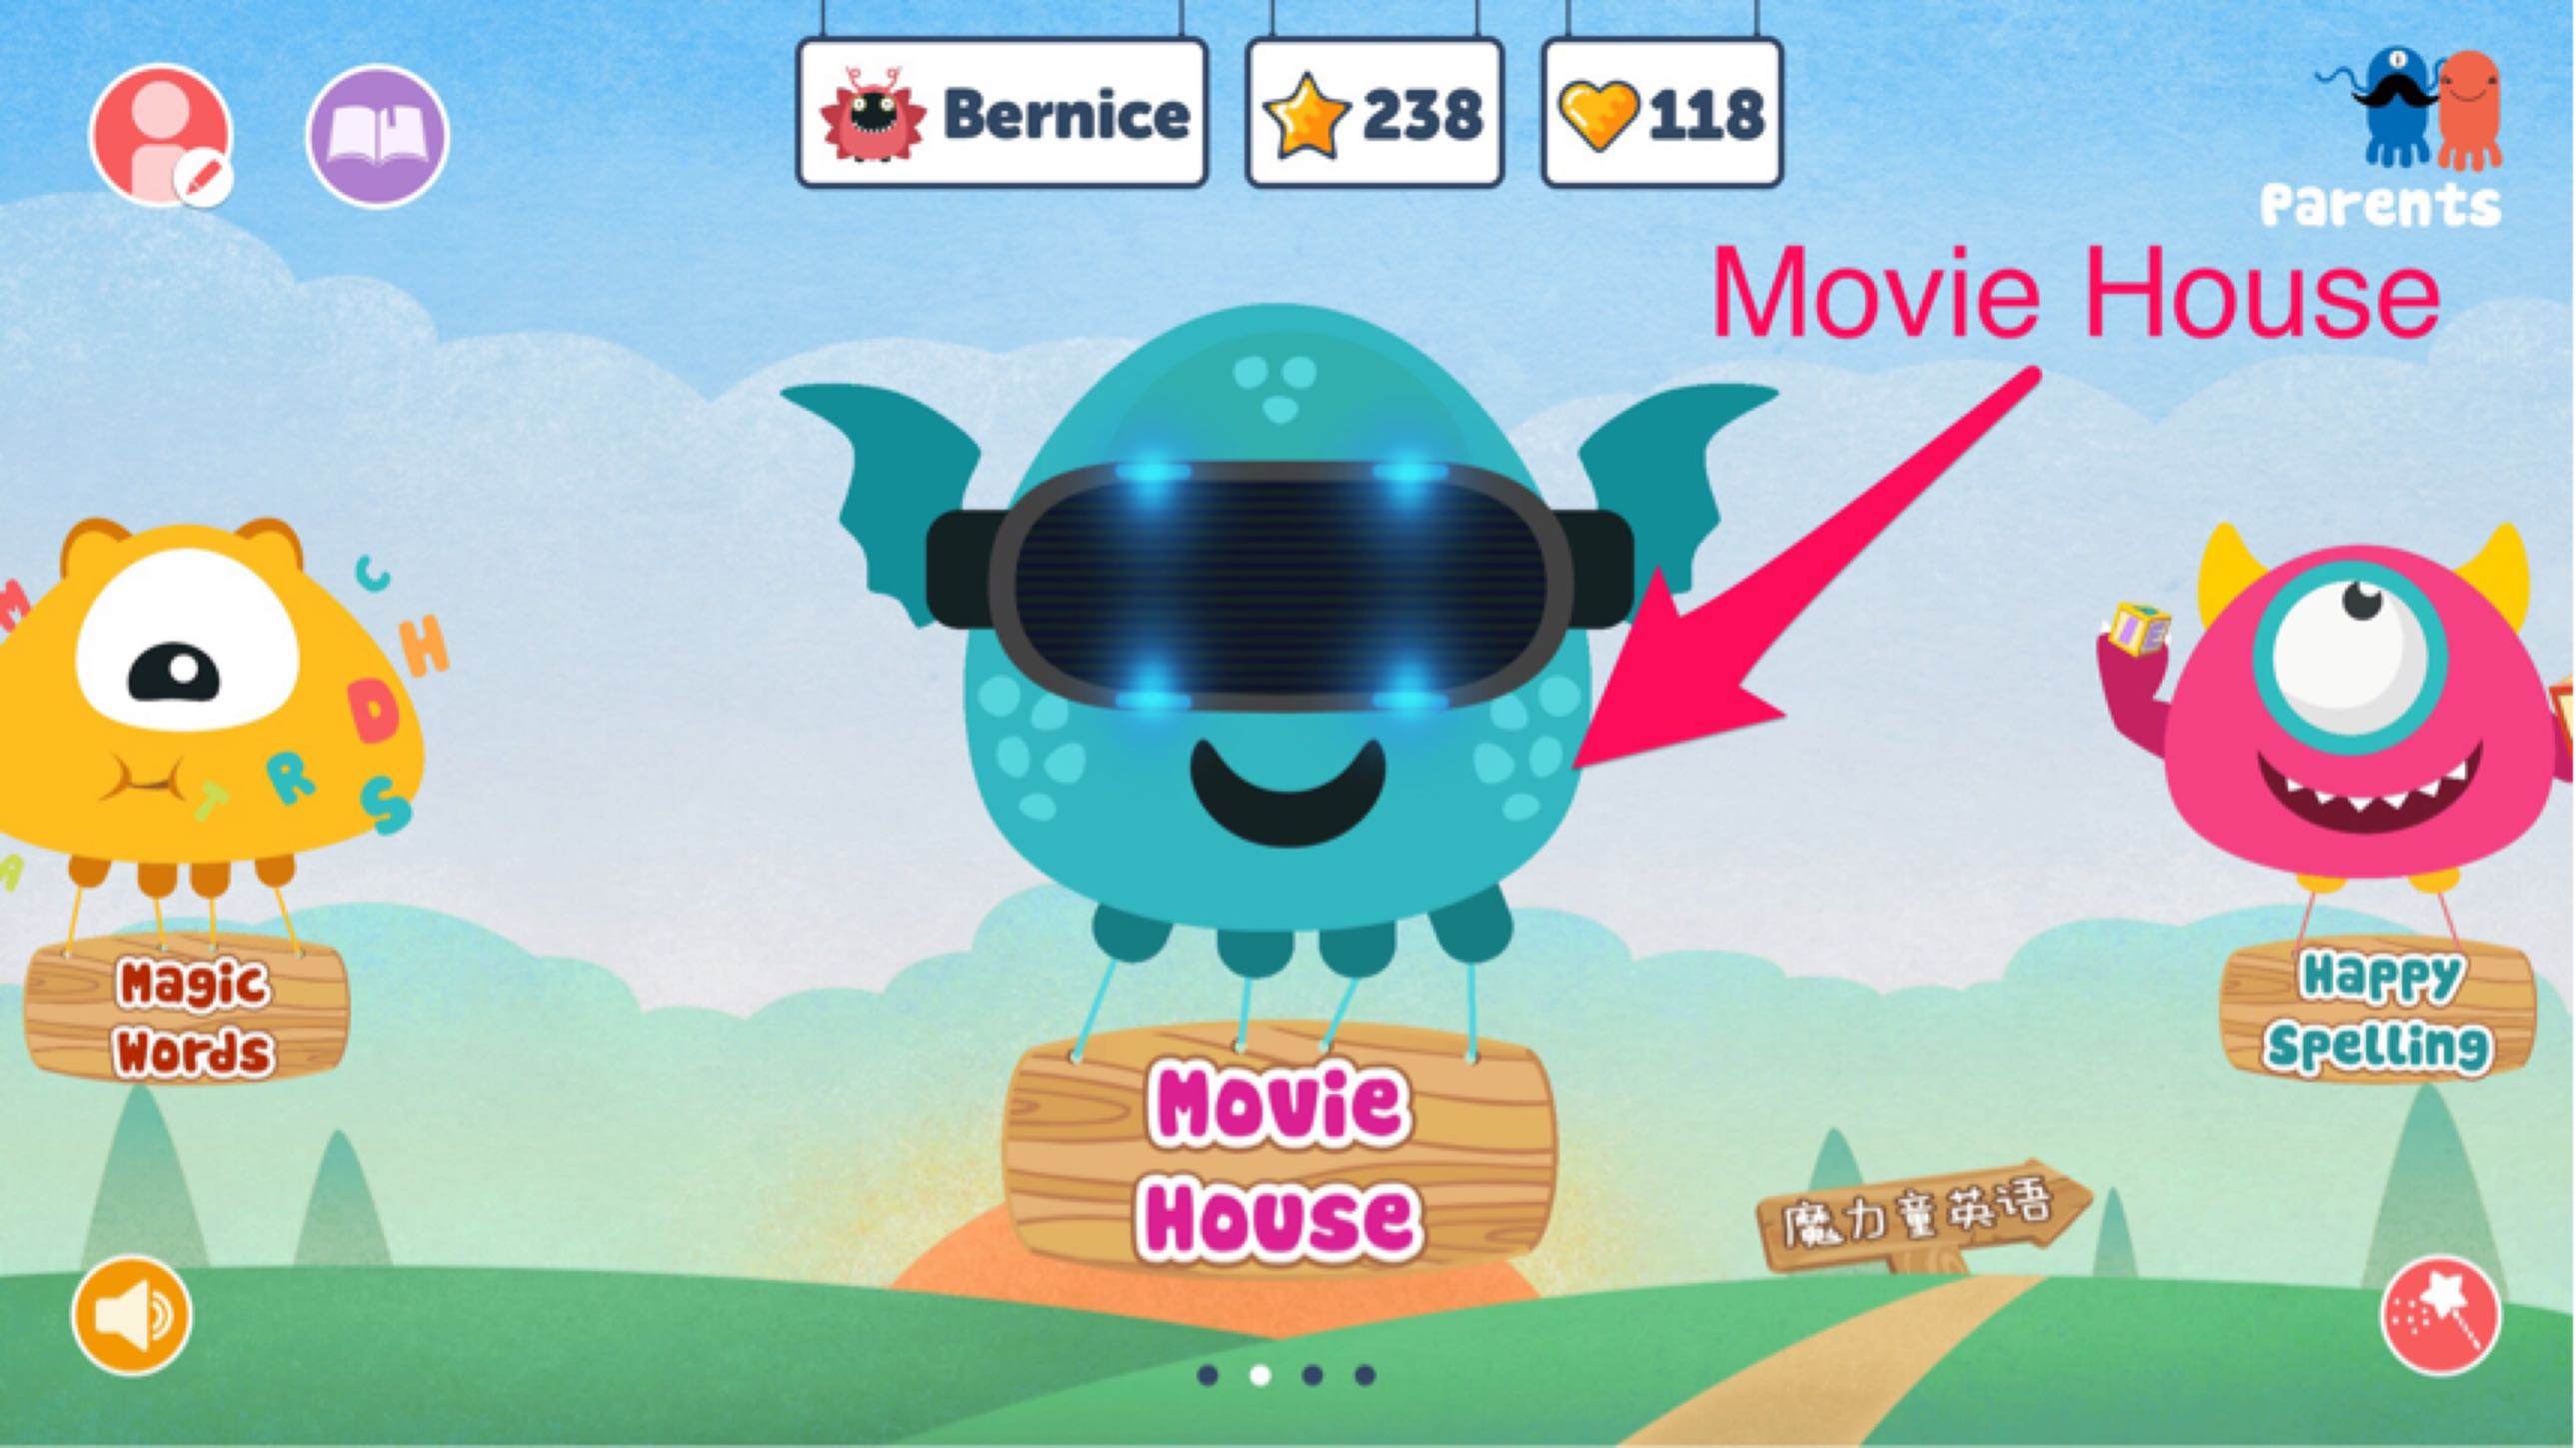 Bernice
238
118
Parents
Movie House
M
C
H
D
R
T
S
A
Magic
Words
Movie
House
Happy
Spelling
魔力童英语